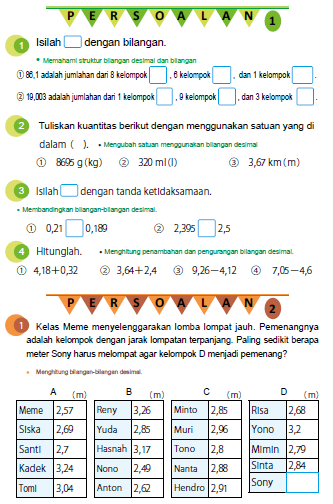 PERSOALAN 1
1 Isilah □ dengan bilangan.
• Memahami struktur bilangan desimal dan bilangan
① 86,1 adalah jumlahan dari 8 kelompok □, 6 kelompok □, dan 1 kelompok □.
② 19,003 adalah jumlahan dari 1 kelompok □, 9 kelompok □, dan 3 kelompok □.
2 Tuliskan kuantitas berikut dengan menggunakan satuan yang di
dalam ( ). • Mengubah satuan menggunakan bilangan desimal
① 8695 g (kg) ② 320 ml (l) ③ 3,67 km (m)
3 Isilah □ dengan tanda ketidaksamaan.
• Membandingkan bilangan-bilangan desimal.
① 0,21 □ 0,189 ② 2,395 □ 2,5
4 Hitunglah. • Menghitung penambahan dan pengurangan bilangan desimal.
① 4,18+0,32 ② 3,64+2,4 ③ 9,26−4,12 ④ 7,05−4,6
PERSOALAN 2
1 Kelas Meme menyelenggarakan lomba lompat jauh. Pemenangnya
adalah kelompok dengan jarak lompatan terpanjang. Paling sedikit berapa
meter Sony harus melompat agar kelompok D menjadi pemenang?
• Menghitung bilangan-bilangan desimal.
A (m) B (m) C (m) D (m)
Meme 2,57 Reny 3,26 Minto 2,85 Risa 2,68
Siska 2,69 Yuda 2,85 Muri 2,96 Yono 3,2
Santi 2,7 Hasnah 3,17 Tono 2,8 Mimin 2,79
Kadek 3,24 Nono 2,49 Nanta 2,88 Sinta 2,84
Tomi 3,04 Anton 2,62 Hendro 2,91 Sony